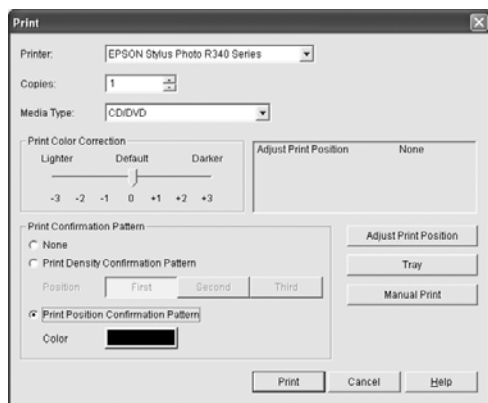 Print
Printer: EPSON Stylus Photo R340 Series
Copies: 1
Media Type: CD/DVD
Print Color Correction
Lighter Default Darker
-3 -2 -1 0 +1 +2 +3
Adjust Print Position None
Print Confirmation Pattern
None
Print Density Confirmation Pattern
Position First Second Third
Print Position Confirmation Pattern
Color
Adjust Print Position
Tray
Manual Print
Print Cancel Help